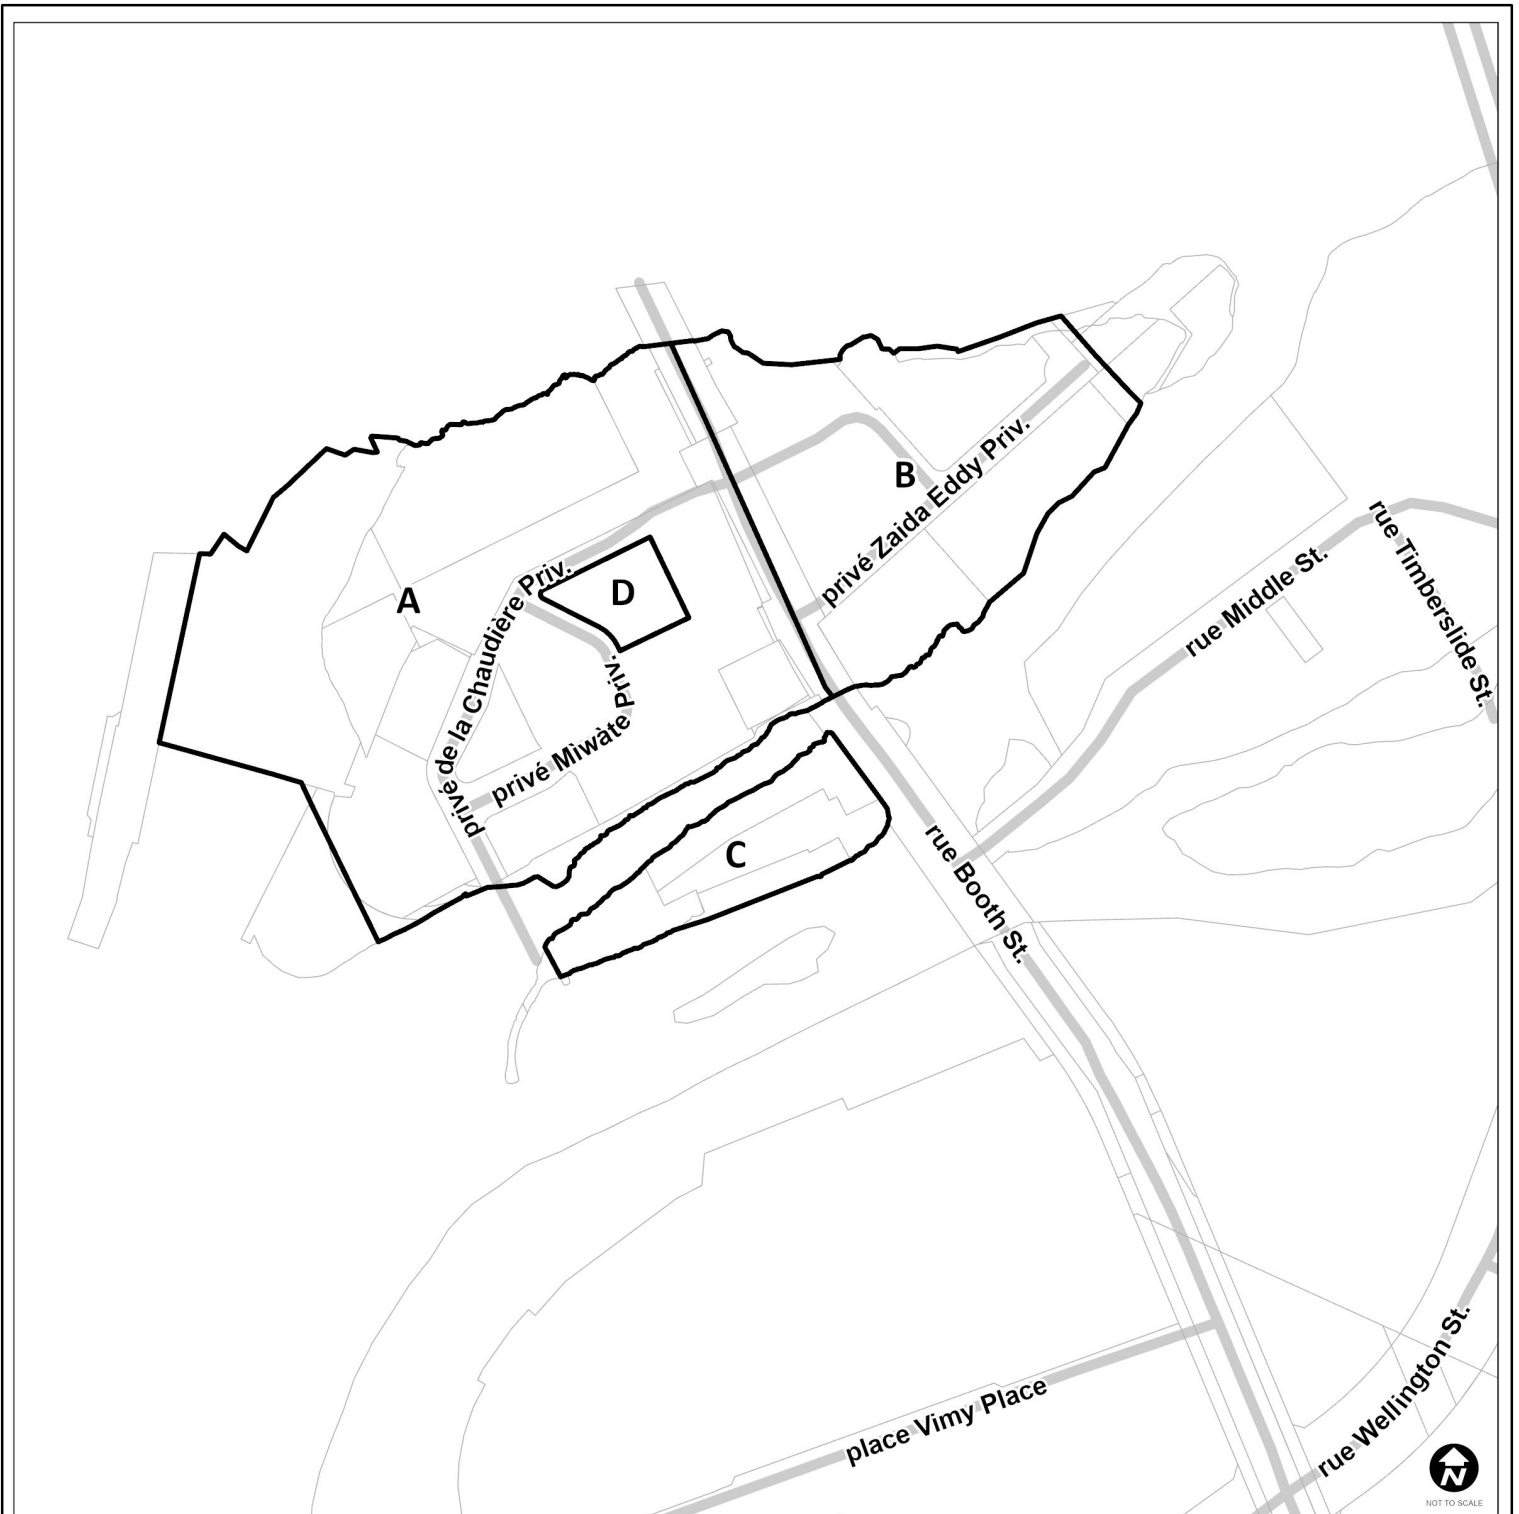 A
B
C
D
privé de la Chaudière Priv.
privé Mìwàte Priv.
privé Zaida Eddy Priv.
rue Middle St.
rue Timberslide St.
rue Booth St.
place Vimy Place
rue Wellington St.
N
NOT TO SCALE